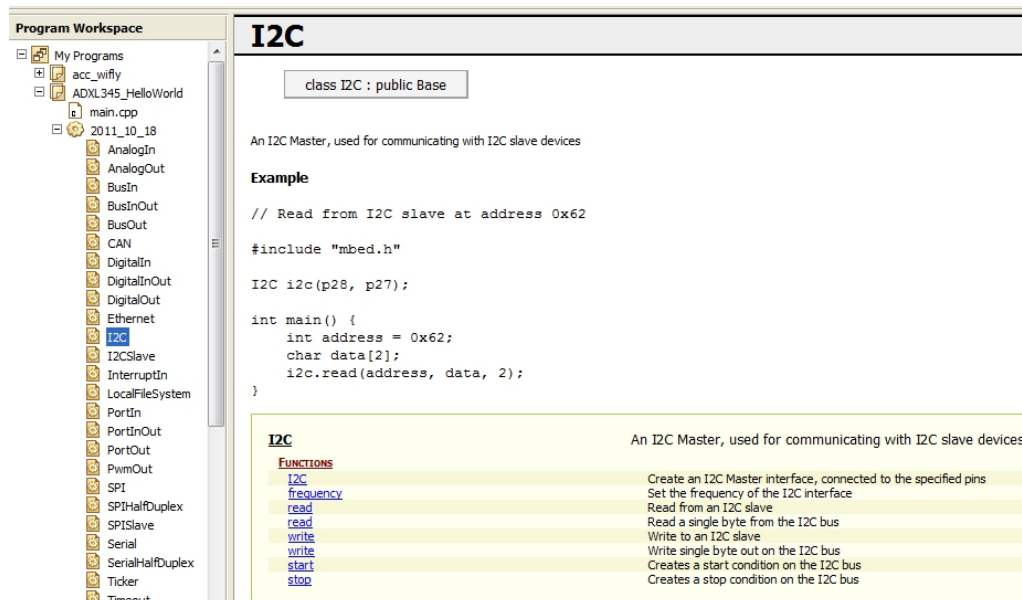 Program Workspace
My Programs
acc_wifly
ADXL345_HelloWorld
main.cpp
2011_10_18
AnalogIn
AnalogOut
BusIn
BusInOut
BusOut
CAN
DigitalIn
DigitalInOut
DigitalOut
Ethernet
I2C
I2CSlave
InterruptIn
LocalFileSystem
PortIn
PortInOut
PortOut
PwmOut
SPI
SPIHalfDuplex
SPISlave
Serial
SerialHalfDuplex
Ticker
Timeout
I2C
class I2C : public Base
An I2C Master, used for communicating with I2C slave devices
Example
// Read from I2C slave at address 0x62
#include "mbed.h"
I2C i2c(p28, p27);
int main() {
int address = 0x62;
char data[2];
i2c.read(address, data, 2);
}
I2C An I2C Master, used for communicating with I2C slave devices
FUNCTIONS
I2C Create an I2C Master interface, connected to the specified pins
frequency Set the frequency of the I2C interface
read Read from an I2C slave
read Read a single byte from the I2C bus
write Write to an I2C slave
write Write single byte out on the I2C bus
start Creates a start condition on the I2C bus
stop Creates a stop condition on the I2C bus